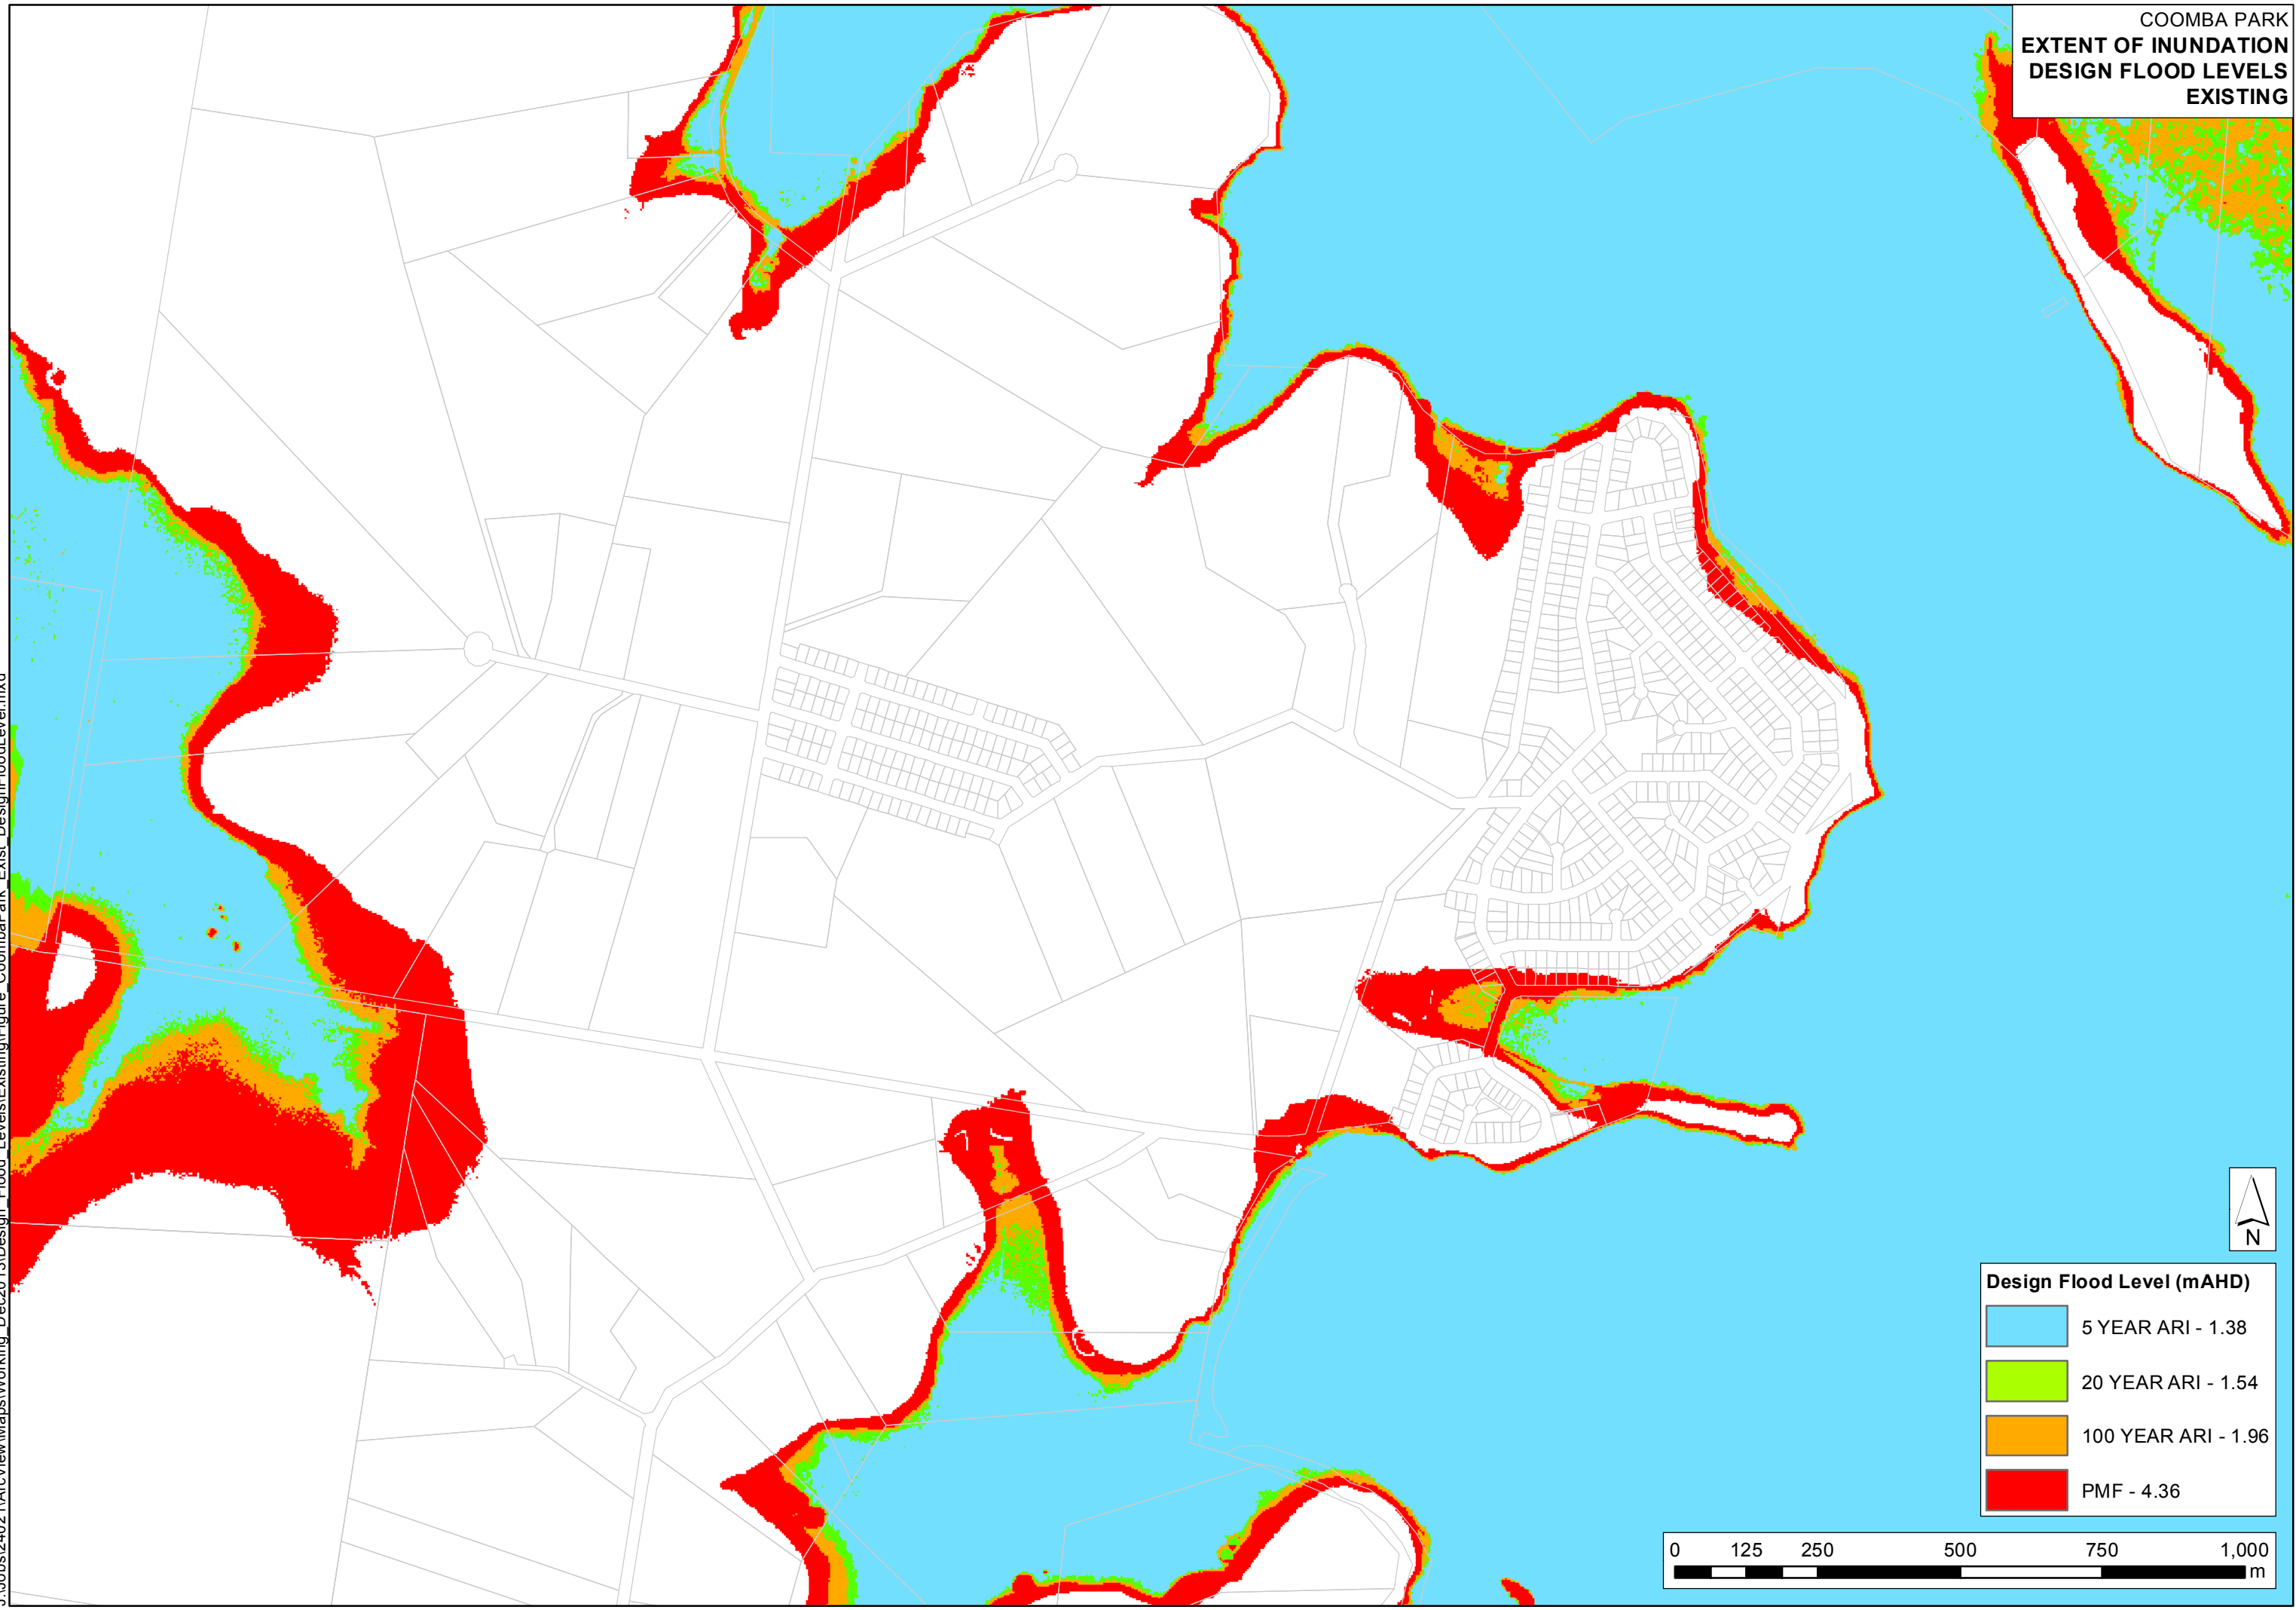 COOMBA PARK
EXTENT OF INUNDATION
DESIGN FLOOD LEVELS
EXISTING
N
Design Flood Level (mAHD)
5 YEAR ARI - 1.38
20 YEAR ARI - 1.54
100 YEAR ARI - 1.96
PMF - 4.36
0 125 250 500 750 1,000
m